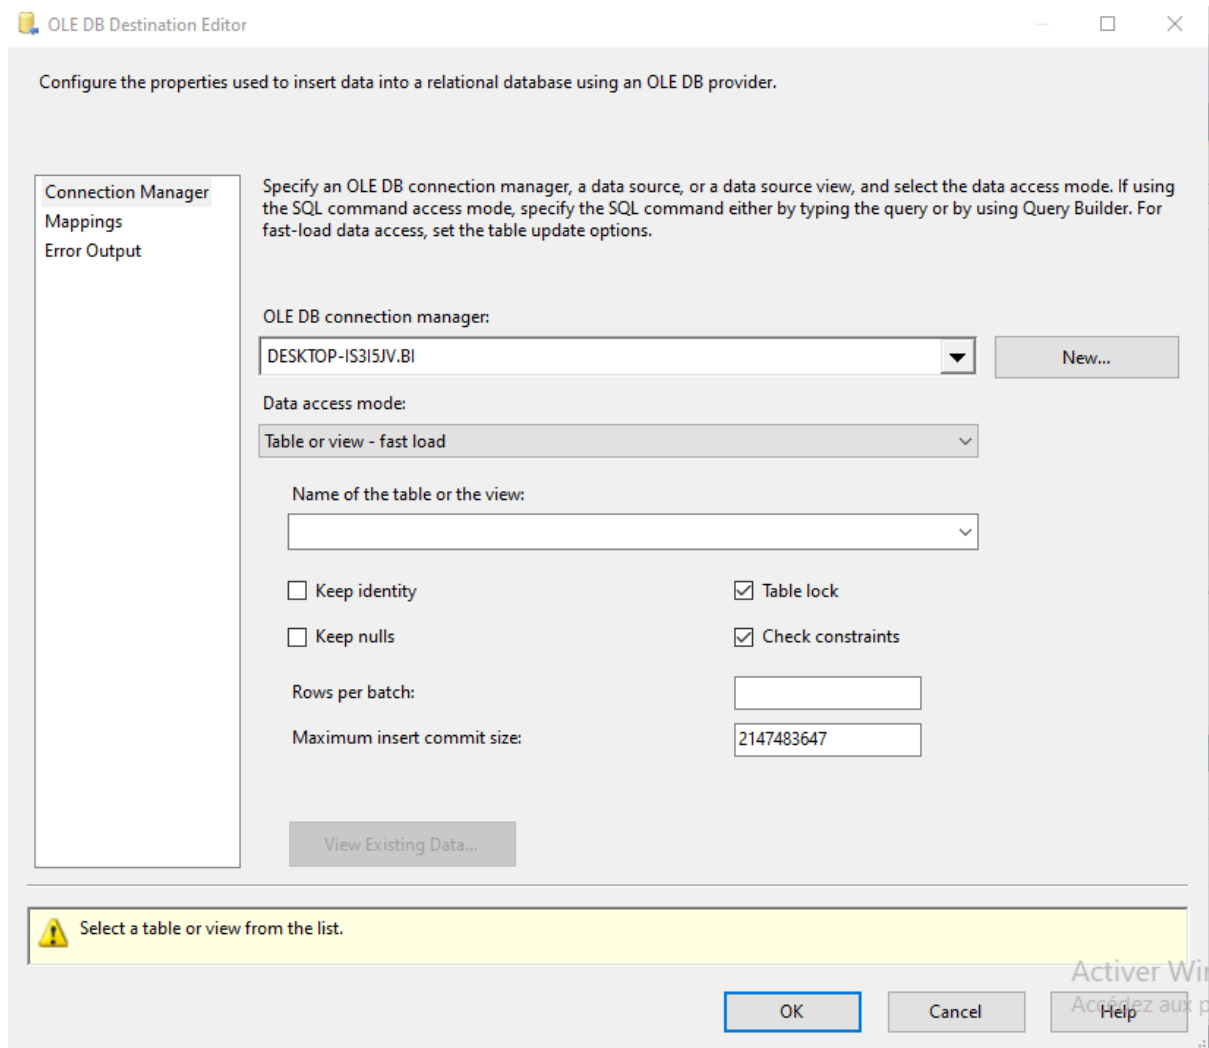 OLE DB Destination Editor
Configure the properties used to insert data into a relational database using an OLE DB provider.
Connection Manager
Mappings
Error Output
Specify an OLE DB connection manager, a data source, or a data source view, and select the data access mode. If using
the SQL command access mode, specify the SQL command either by typing the query or by using Query Builder. For
fast-load data access, set the table update options.
OLE DB connection manager:
DESKTOP-IS3I5JV.BI
New...
Data access mode:
Table or view - fast load
Name of the table or the view:
Keep identity
Table lock
Keep nulls
Check constraints
Rows per batch:
Maximum insert commit size:
2147483647
View Existing Data...
Select a table or view from the list.
Activer Wi
Accédez aux p
OK
Cancel
Help